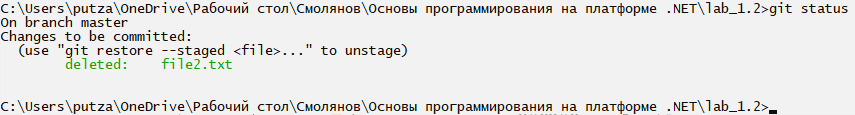 C:\Users\putza\OneDrive\Рабочий стол\Смолянов\Основы программирования на платформе .NET\lab_1.2>git status
On branch master
Changes to be committed:
  (use "git restore --staged <file>..." to unstage)
        deleted:    file2.txt
C:\Users\putza\OneDrive\Рабочий стол\Смолянов\Основы программирования на платформе .NET\lab_1.2>